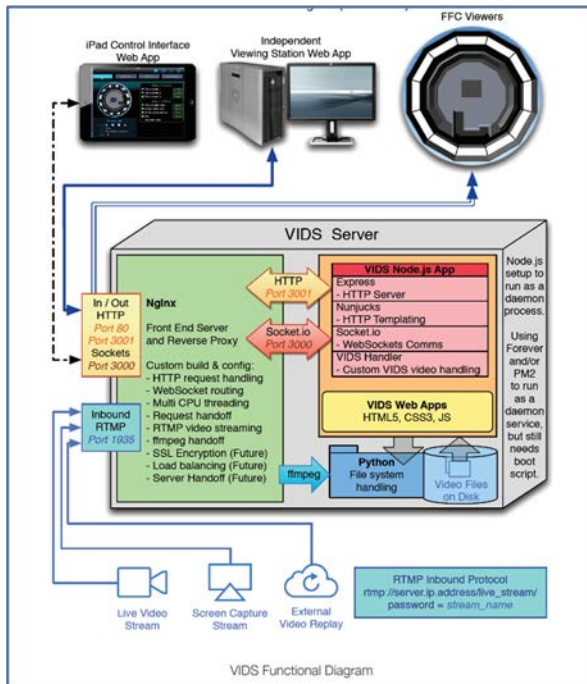 iPad Control Interface
Web App
Independent
Viewing Station Web App
FFC Viewers
VIDS Server
In / Out
HTTP
Port 80
Port 3001
Sockets
Port 3000
Inbound
RTMP
Port 1935
NgInx
Front End Server
and Reverse Proxy
Custom build & config:
- HTTP request handling
- WebSocket routing
- Multi CPU threading
- Request handoff
- RTMP video streaming
- ffmpeg handoff
- SSL Encryption (Future)
- Load balancing (Future)
- Server Handoff (Future)
HTTP
Port 3001
Socket.io
Port 3000
VIDS Node.js App
Express
- HTTP Server
Nunjucks
- HTTP Templating
Socket.io
- WebSockets Comms
VIDS Handler
- Custom VIDS video handling
VIDS Web Apps
HTML5, CSS3, JS
ffmpeg
Python
File system
handling
Video Files
on Disk
Node.js
setup to
run as a
daemon
process.
Using
Forever
and/or
PM2
to run
as a
daemon
service,
but still
needs
boot
script.
Live Video
Stream
Screen Capture
Stream
External
Video Replay
RTMP Inbound Protocol
rtmp://server.ip.address/live_stream/
password = stream_name
VIDS Functional Diagram